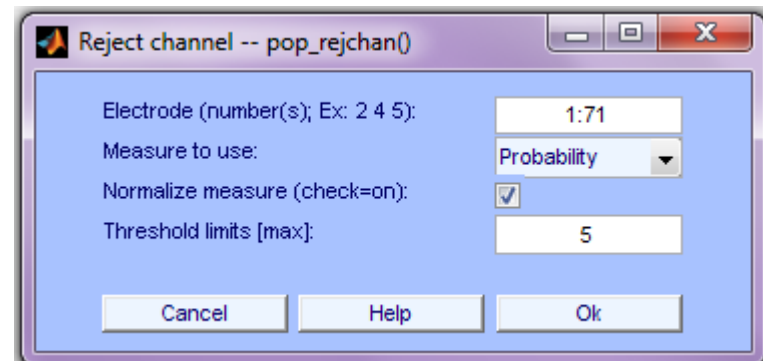 Reject channel -- pop_rejchan()
Electrode (number(s); Ex: 2 4 5): 1:71
Measure to use: Probability
Normalize measure (check=on):
Threshold limits [max]: 5
Cancel Help Ok